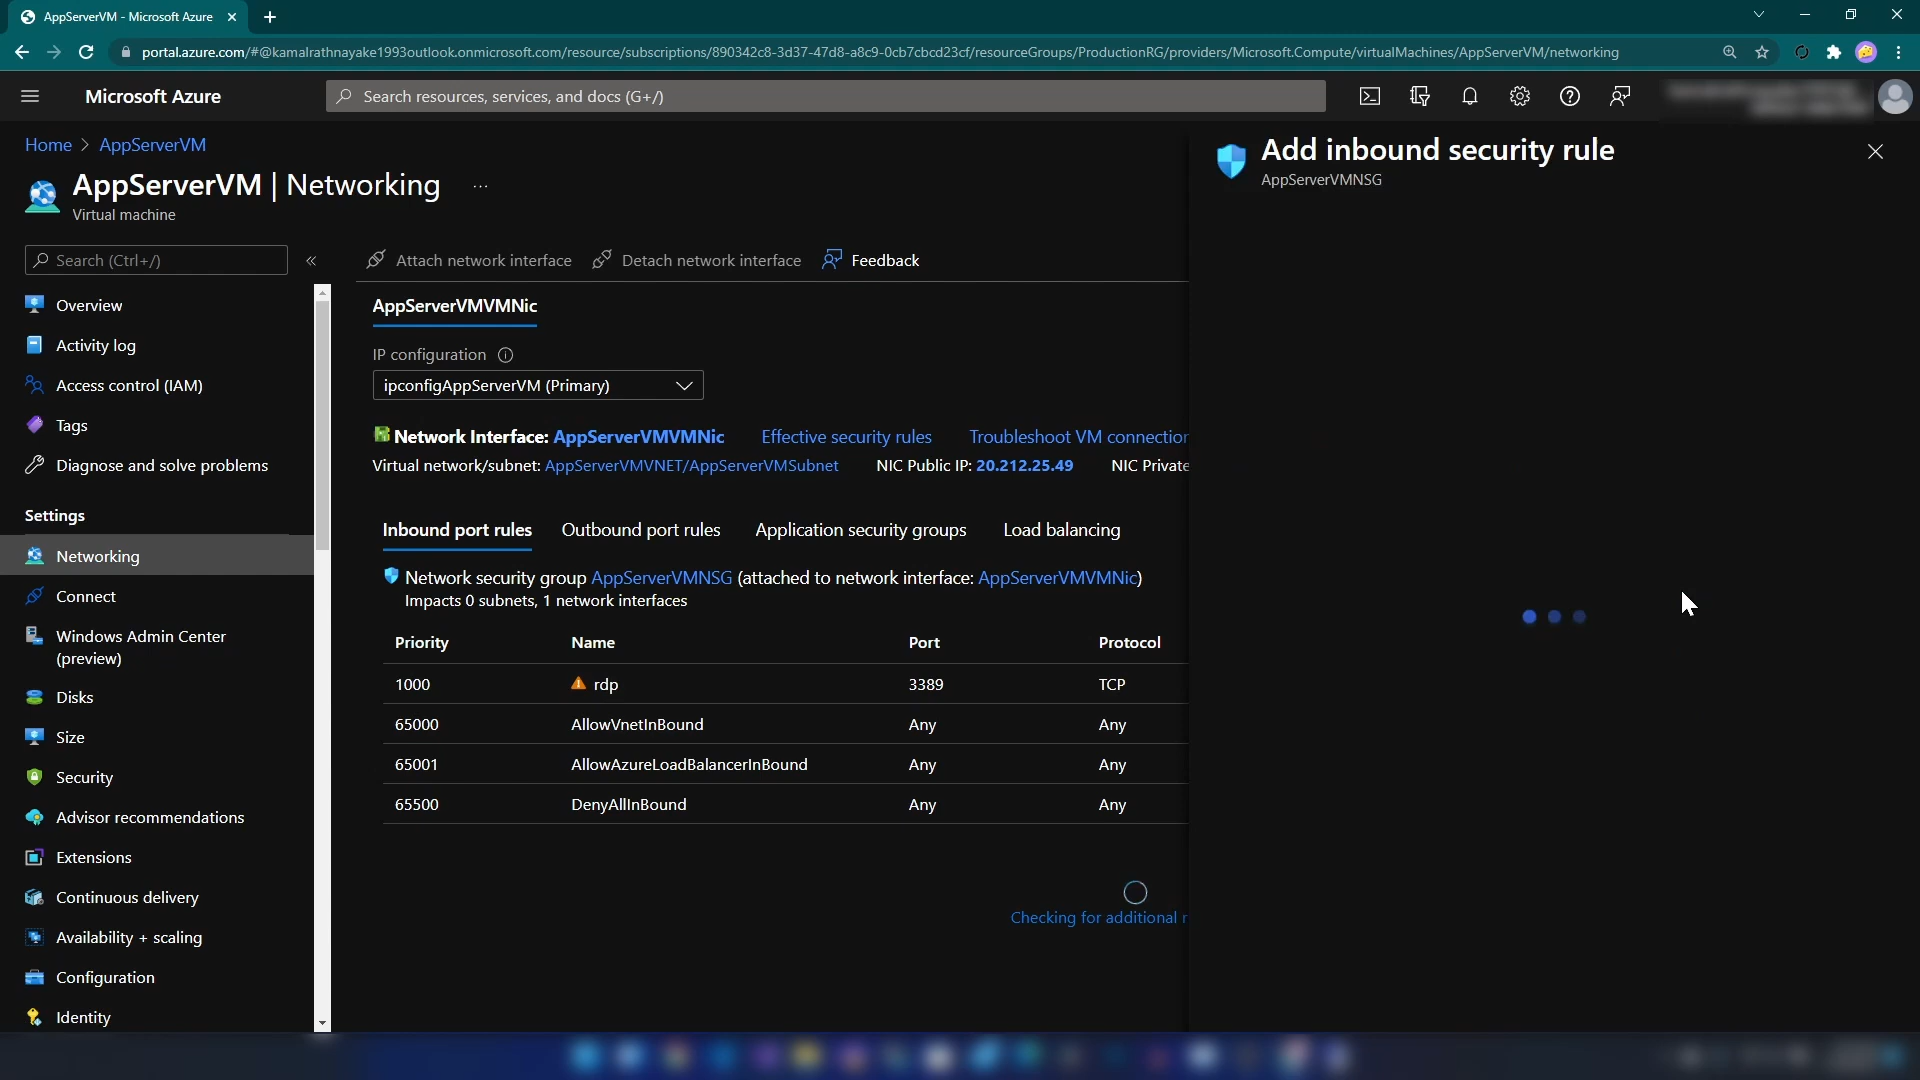 AppServerVM - Microsoft Azure
portal.azure.com/#@kamalrathnayake1993outlook.onmicrosoft.com/resource/subscriptions/890342c8-3d37-47d8-a8c9-0cb7cbcd23cf/resourceGroups/ProductionRG/providers/Microsoft.Compute/virtualMachines/AppServerVM/networking
Microsoft Azure
Search resources, services, and docs (G+/)
Home > AppServerVM
AppServerVM | Networking ...
Virtual machine
Search (Ctrl+/)
«
Overview
Activity log
Access control (IAM)
Tags
Diagnose and solve problems
Settings
Networking
Connect
Windows Admin Center
(preview)
Disks
Size
Security
Advisor recommendations
Extensions
Continuous delivery
Availability + scaling
Configuration
Identity
Attach network interface Detach network interface Feedback
AppServerVMVMNic
IP configuration
ipconfigAppServerVM (Primary)
Network Interface: AppServerVMVMNic Effective security rules Troubleshoot VM connection
Virtual network/subnet: AppServerVMVNET/AppServerVMSubnet NIC Public IP: 20.212.25.49 NIC Private
Inbound port rules Outbound port rules Application security groups Load balancing
Network security group AppServerVMNSG (attached to network interface: AppServerVMVMNic)
Impacts 0 subnets, 1 network interfaces
Priority Name Port Protocol
1000 rdp 3389 TCP
65000 AllowVnetInBound Any Any
65001 AllowAzureLoadBalancerInBound Any Any
65500 DenyAllInBound Any Any
Checking for additional r
Add inbound security rule
AppServerVMNSG